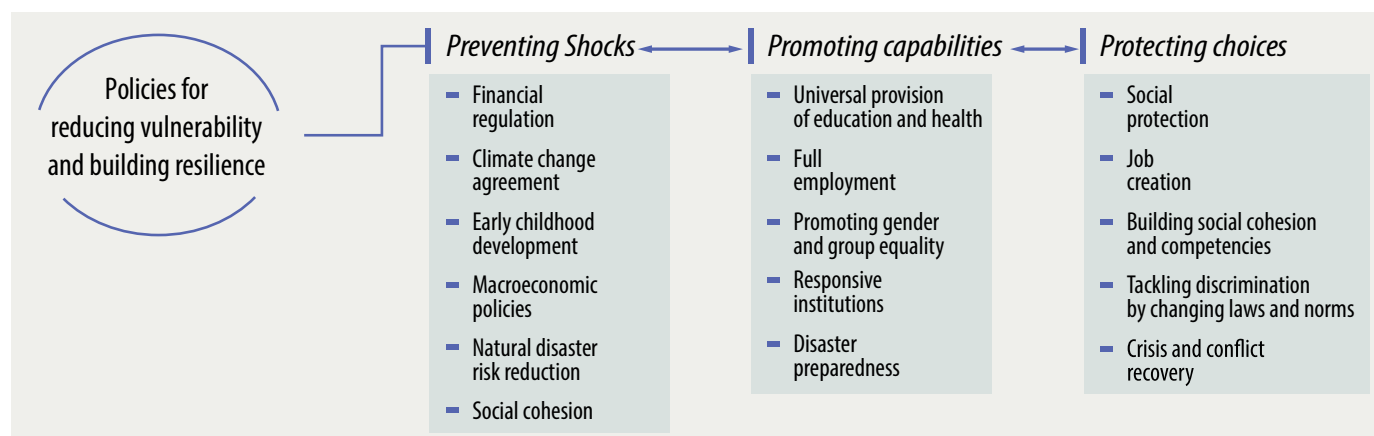 Policies for
reducing vulnerability
and building resilience
Preventing Shocks
Financial
regulation
Climate change
agreement
Early childhood
development
Macroeconomic
policies
Natural disaster
risk reduction
Social cohesion
Promoting capabilities
Universal provision
of education and health
Full
employment
Promoting gender
and group equality
Responsive
institutions
Disaster
preparedness
Protecting choices
Social
protection
Job
creation
Building social cohesion
and competencies
Tackling discrimination
by changing laws and norms
Crisis and conflict
recovery